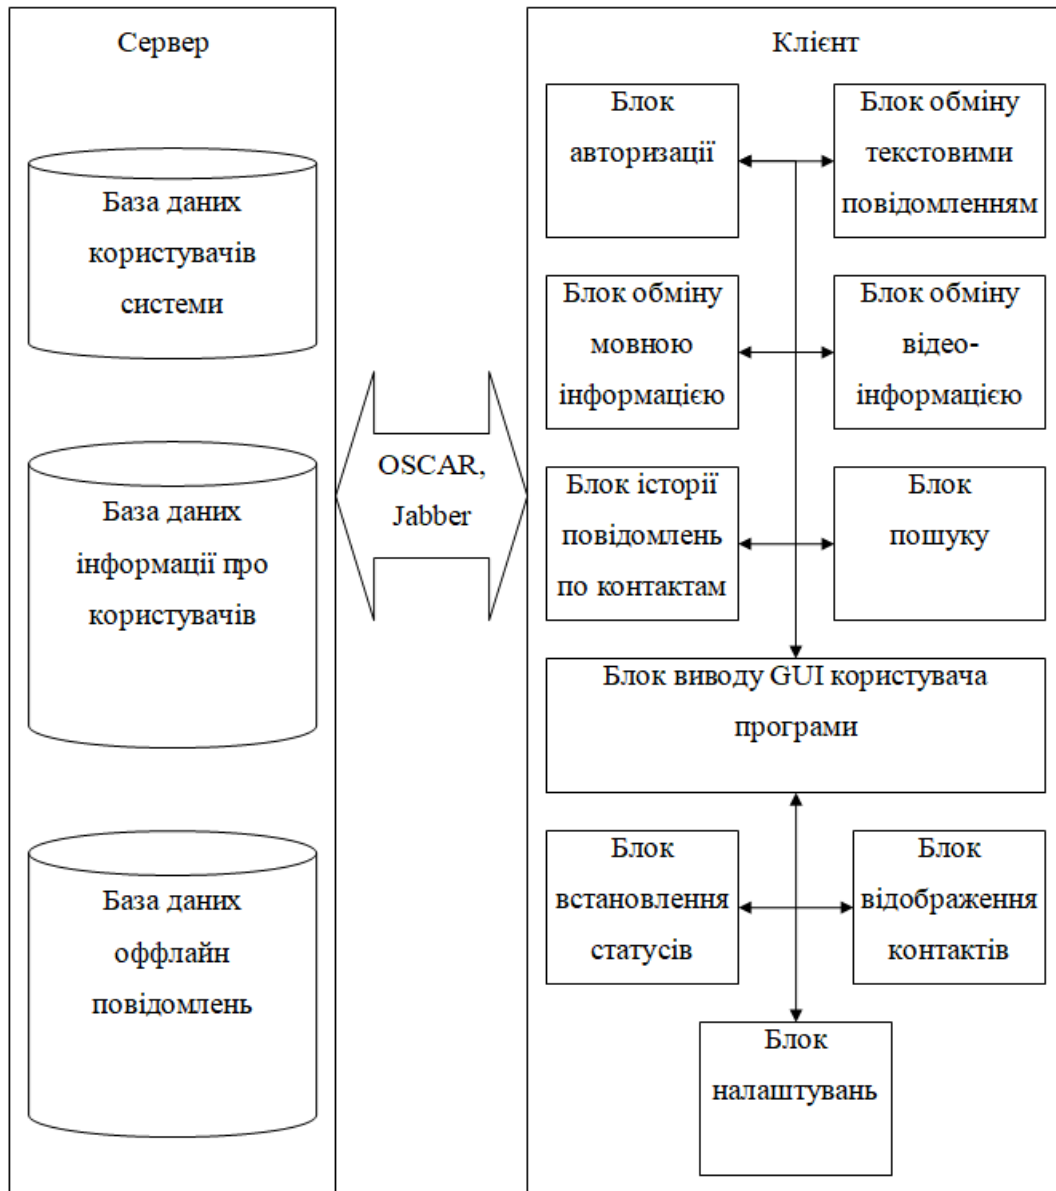 Сервер
База даних
користувачів
системи
База даних
інформації про
користувачів
База даних
оффлайн
повідомлень
OSCAR,
Jabber
Клієнт
Блок
авторизації
Блок обміну
текстовими
повідомленням
Блок обміну
мовною
інформацією
Блок обміну
відео-
інформацією
Блок історії
повідомлень
по контактам
Блок
пошуку
Блок виводу GUI користувача
програми
Блок
встановлення
статусів
Блок
відображення
контактів
Блок
налаштувань